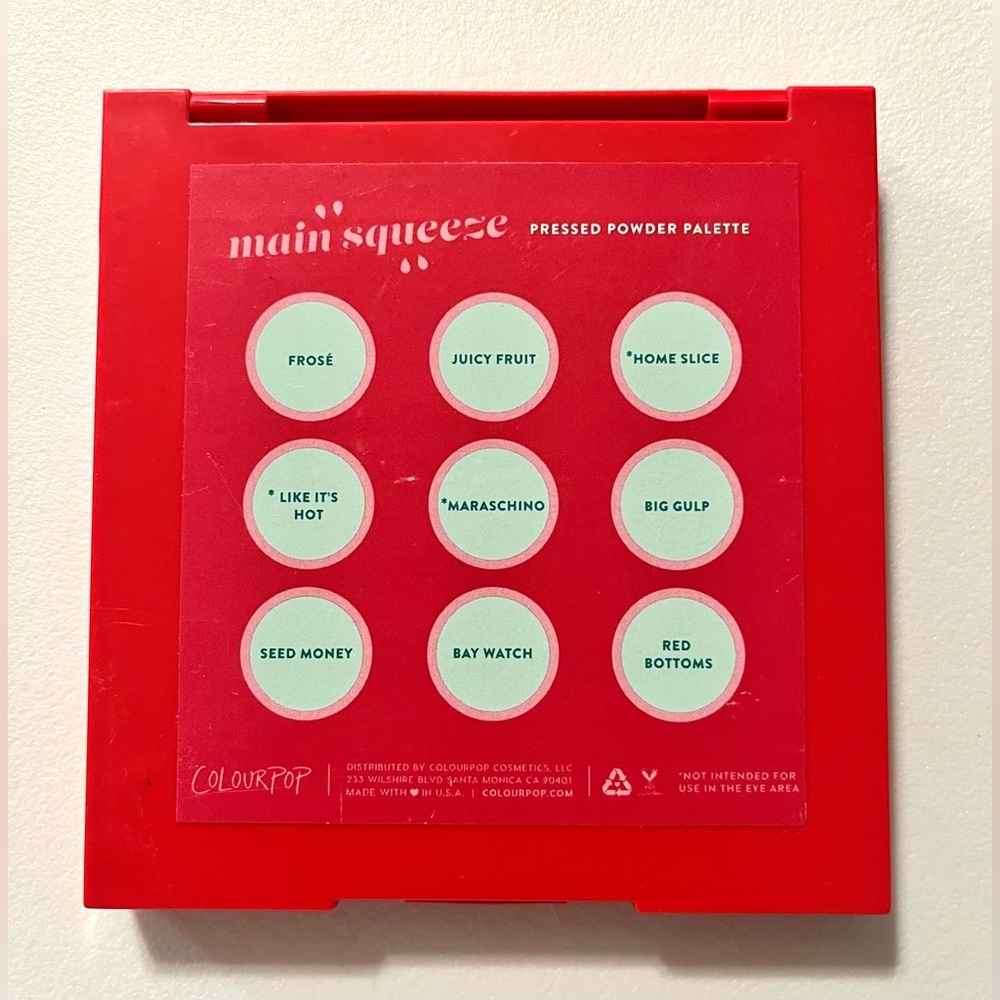 main squeeze PRESSED POWDER PALETTE
FROSÉ
JUICY FRUIT
*HOME SLICE
* LIKE IT'S
HOT
*MARASCHINO
BIG GULP
SEED MONEY
BAY WATCH
RED
BOTTOMS
COLOURPOP
DISTRIBUTED BY COLOURPOP COSMETICS, LLC
233 WILSHIRE BLVD SANTA MONICA CA 90401
MADE WITH ♥ IN U.S.A. | COLOURPOP.COM
*NOT INTENDED FOR
USE IN THE EYE AREA